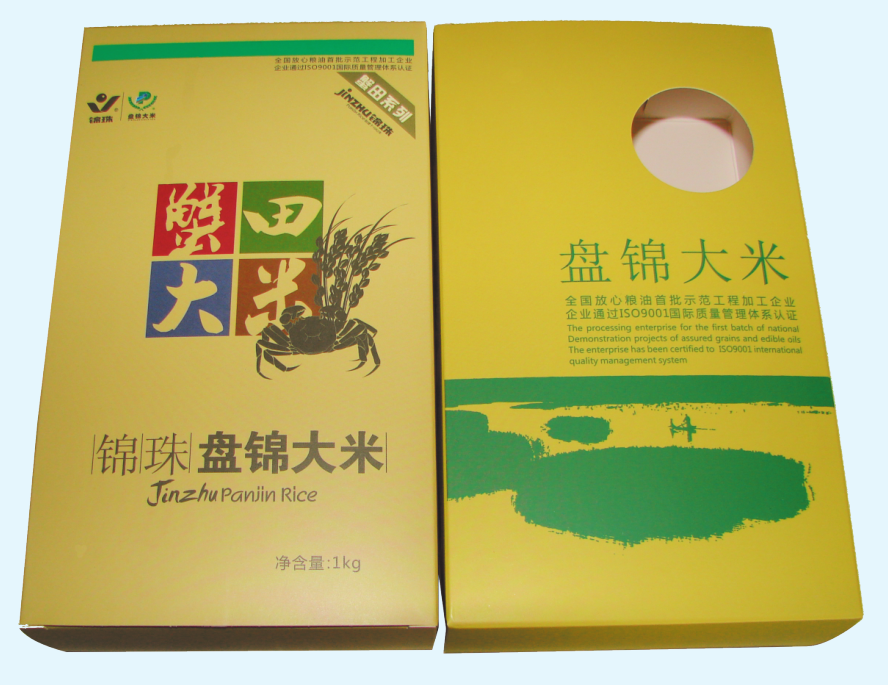 全国放心粮油首批示范工程加工企业
企业通过ISO9001国际质量管理体系认证
蟹田系列
JINZHU锦珠
锦珠
盘锦大米
蟹田
大米
锦珠盘锦大米
Jinzhu Panjin Rice
净含量:1kg
盘锦大米
全国放心粮油首批示范工程加工企业
企业通过ISO9001国际质量管理体系认证
The processing enterprise for the first batch of national
Demonstration projects of assured grains and edible oils
The enterprise has been certified to ISO9001 international
quality management system